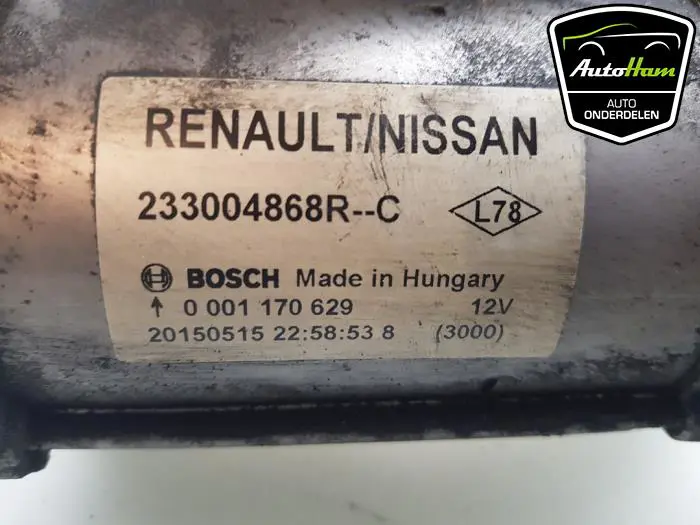 AutoHam
AUTO
ONDERDELEN
RENAULT/NISSAN
233004868R--C
L78
BOSCH Made in Hungary
↑ 0 001 170 629 12V
20150515 22:58:53 8 (3000)